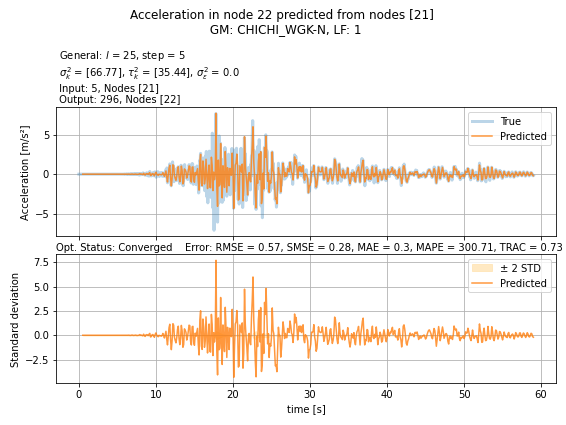 Acceleration in node 22 predicted from nodes [21]
GM: CHICHI_WGK-N, LF: 1
General: l = 25, step = 5
σ²ₖ = [66.77], τ²ₖ = [35.44], σ²ε = 0.0
Input: 5, Nodes [21]
Output: 296, Nodes [22]
True
Predicted
Acceleration [m/s²]
5
0
−5
Opt. Status: Converged Error: RMSE = 0.57, SMSE = 0.28, MAE = 0.3, MAPE = 300.71, TRAC = 0.73
± 2 STD
Predicted
Standard deviation
7.5
5.0
2.5
0.0
−2.5
0 10 20 30 40 50 60
time [s]